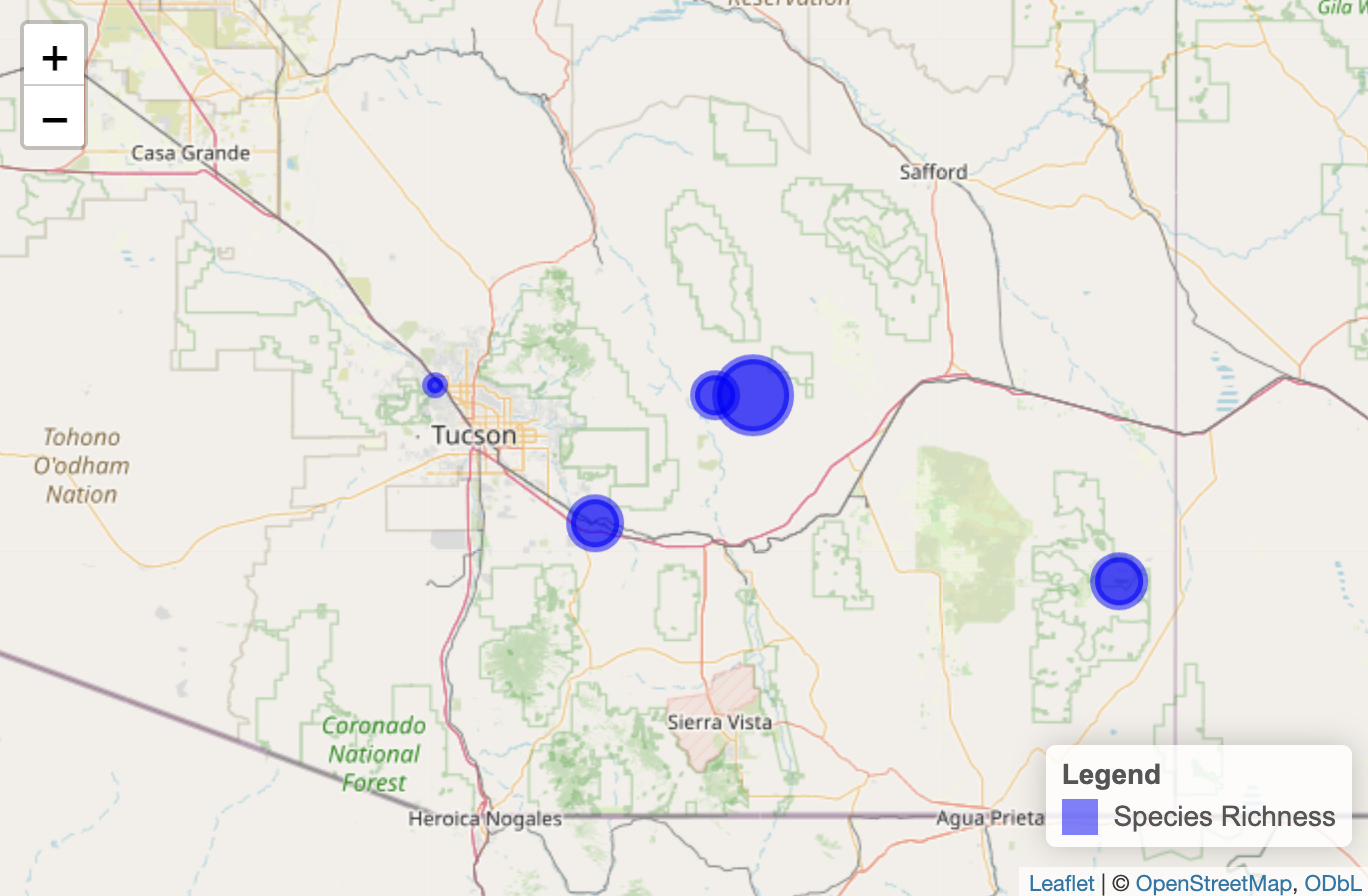 Reservation
Gila W
+
−
Casa Grande
Safford
Tucson
Tohono
O'odham
Nation
Coronado
National
Forest
Sierra Vista
Heroica Nogales
Agua Prieta
Legend
Species Richness
Leaflet | © OpenStreetMap, ODbL